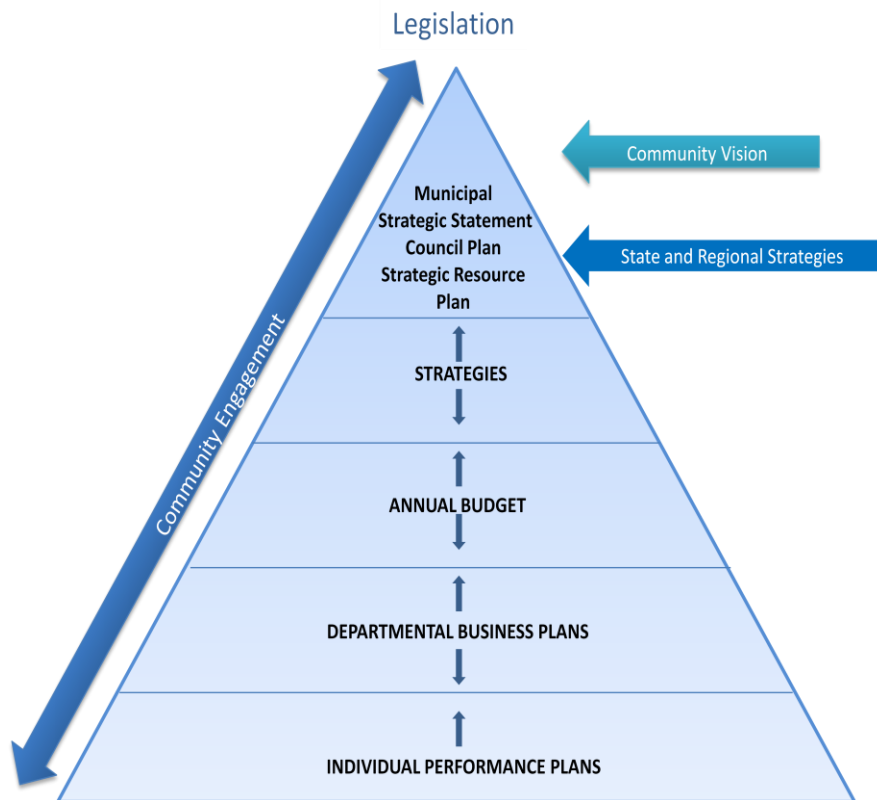 Legislation
Community Vision
Municipal
Strategic Statement
Council Plan
Strategic Resource
Plan
State and Regional Strategies
Community Engagement
STRATEGIES
ANNUAL BUDGET
DEPARTMENTAL BUSINESS PLANS
INDIVIDUAL PERFORMANCE PLANS